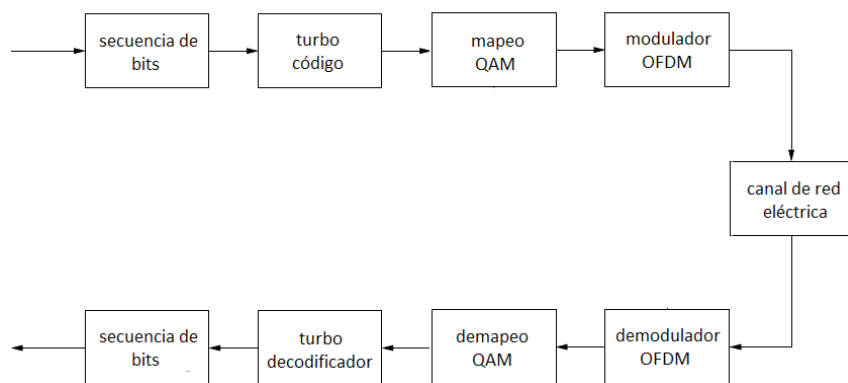 secuencia de
bits
turbo
código
mapeo
QAM
modulador
OFDM
canal de red
eléctrica
secuencia de
bits
turbo
decodificador
demapeo
QAM
demodulador
OFDM